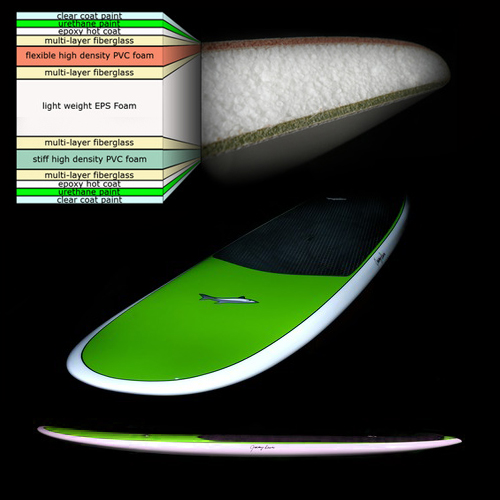 clear coat paint
urethane paint
epoxy hot coat
multi-layer fiberglass
flexible high density PVC foam
multi-layer fiberglass
light weight EPS Foam
multi-layer fiberglass
stiff high density PVC foam
multi-layer fiberglass
epoxy hot coat
urethane paint
clear coat paint